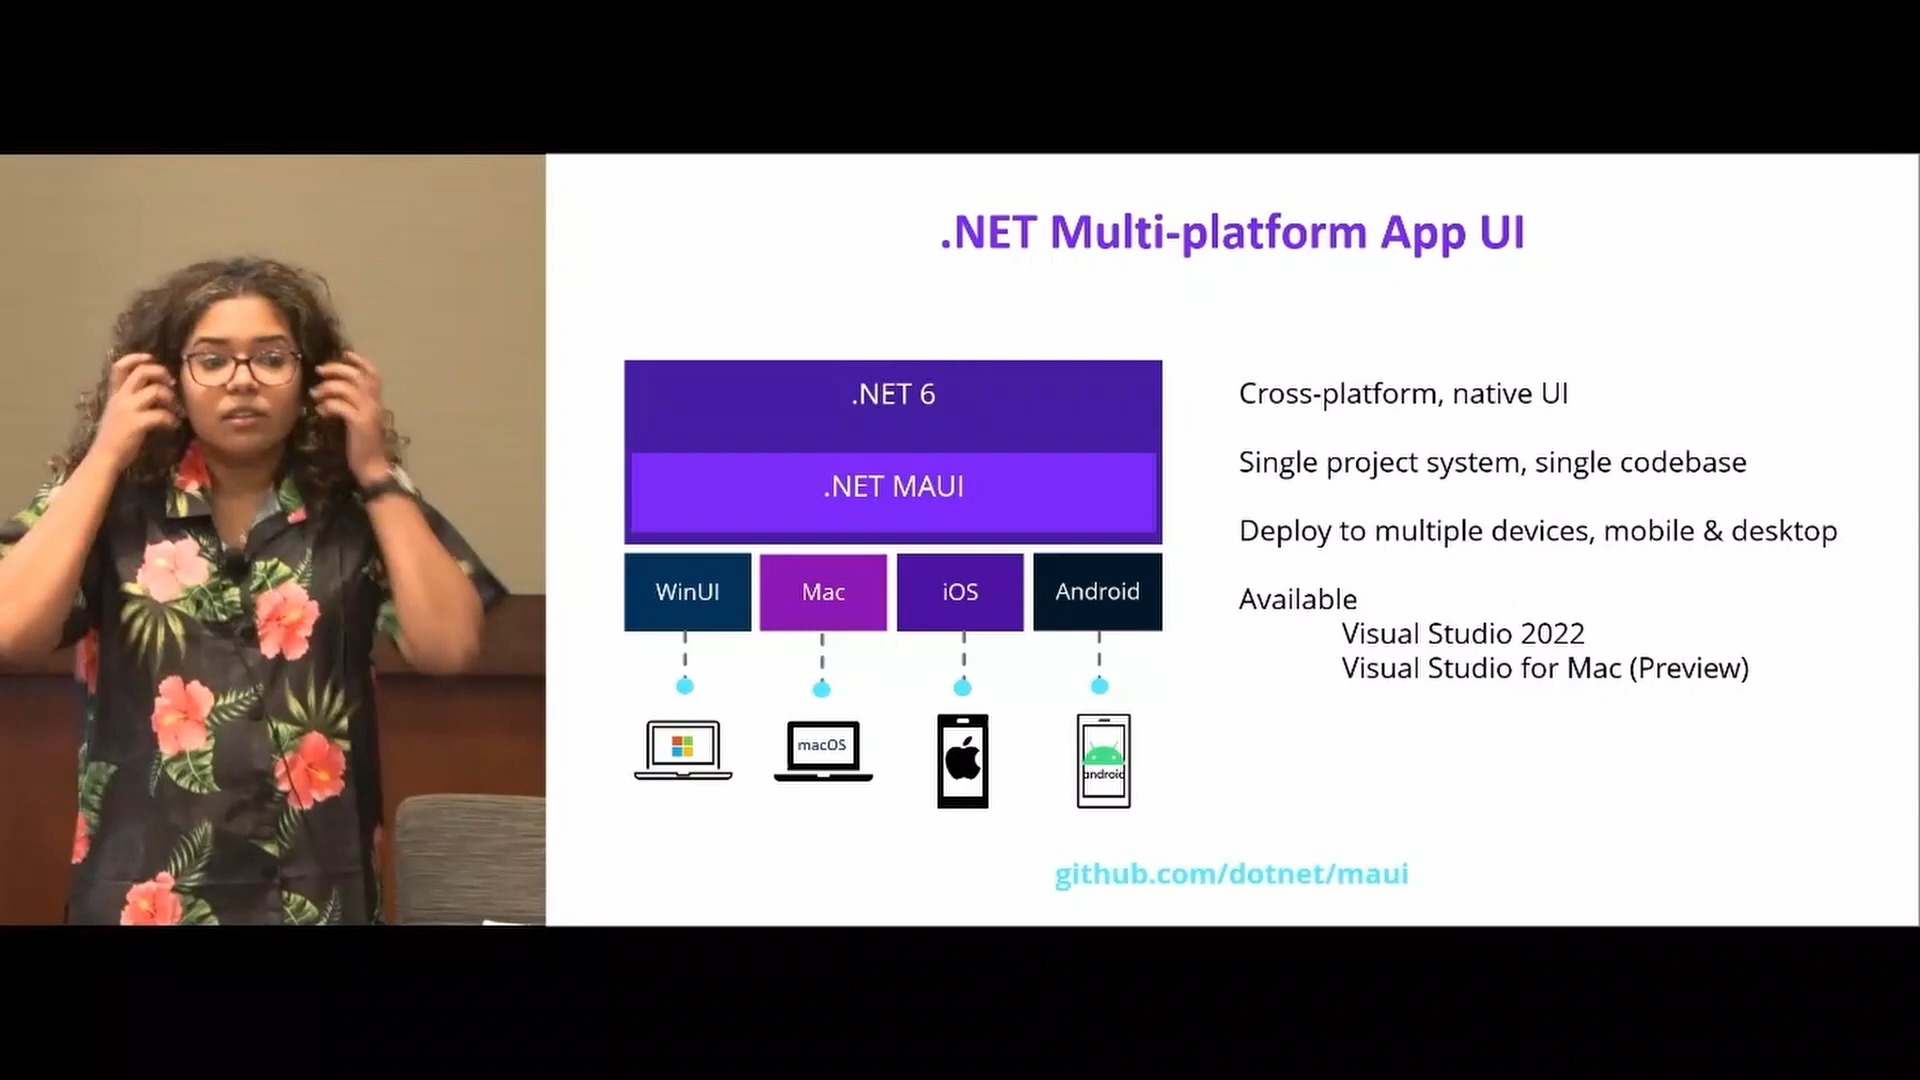 .NET Multi-platform App UI
.NET 6
.NET MAUI
WinUI
Mac
iOS
Android
macOS
android
Cross-platform, native UI
Single project system, single codebase
Deploy to multiple devices, mobile & desktop
Available
Visual Studio 2022
Visual Studio for Mac (Preview)
github.com/dotnet/maui